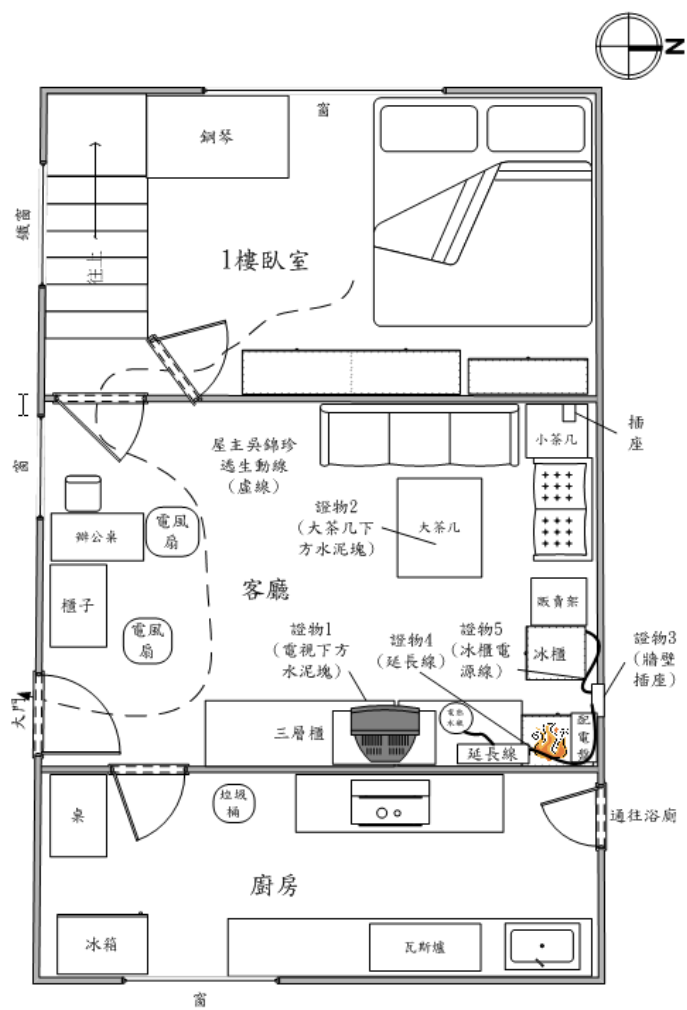 N
窗
鋼琴
鐵窗
往上
1樓臥室
插
座
小茶几
窗
屋主吳錦珍
逃生動線
(虛線)
證物2
(大茶几下
方水泥塊)
大茶几
電風
扇
辦公桌
客廳
櫃子
販賣架
電風
扇
證物1
(電視下方
水泥塊)
證物4
(延長線)
證物5
(冰櫃電
源線)
冰櫃
證物3
(牆壁
插座)
大門
三層櫃
電熱
水瓶
延長線
配
電
盤
桌
垃圾
桶
通往浴廁
廚房
冰箱
瓦斯爐
窗